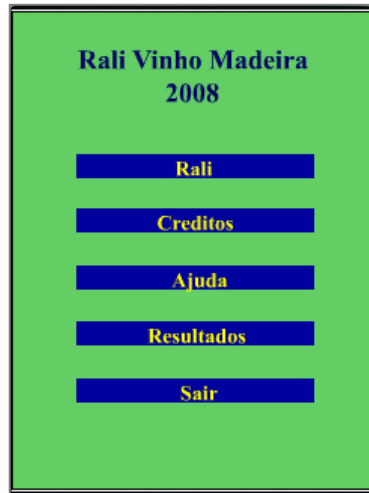 Rali Vinho Madeira
2008
Rali
Creditos
Ajuda
Resultados
Sair